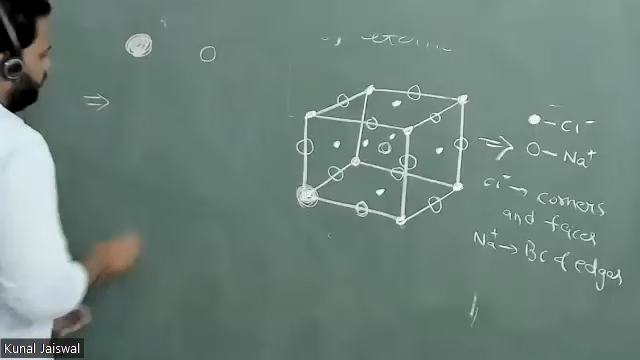 Cl⁻
Na⁺
Cl⁻ → corners
and faces
Na⁺ → BC & edges
Kunal Jaiswal